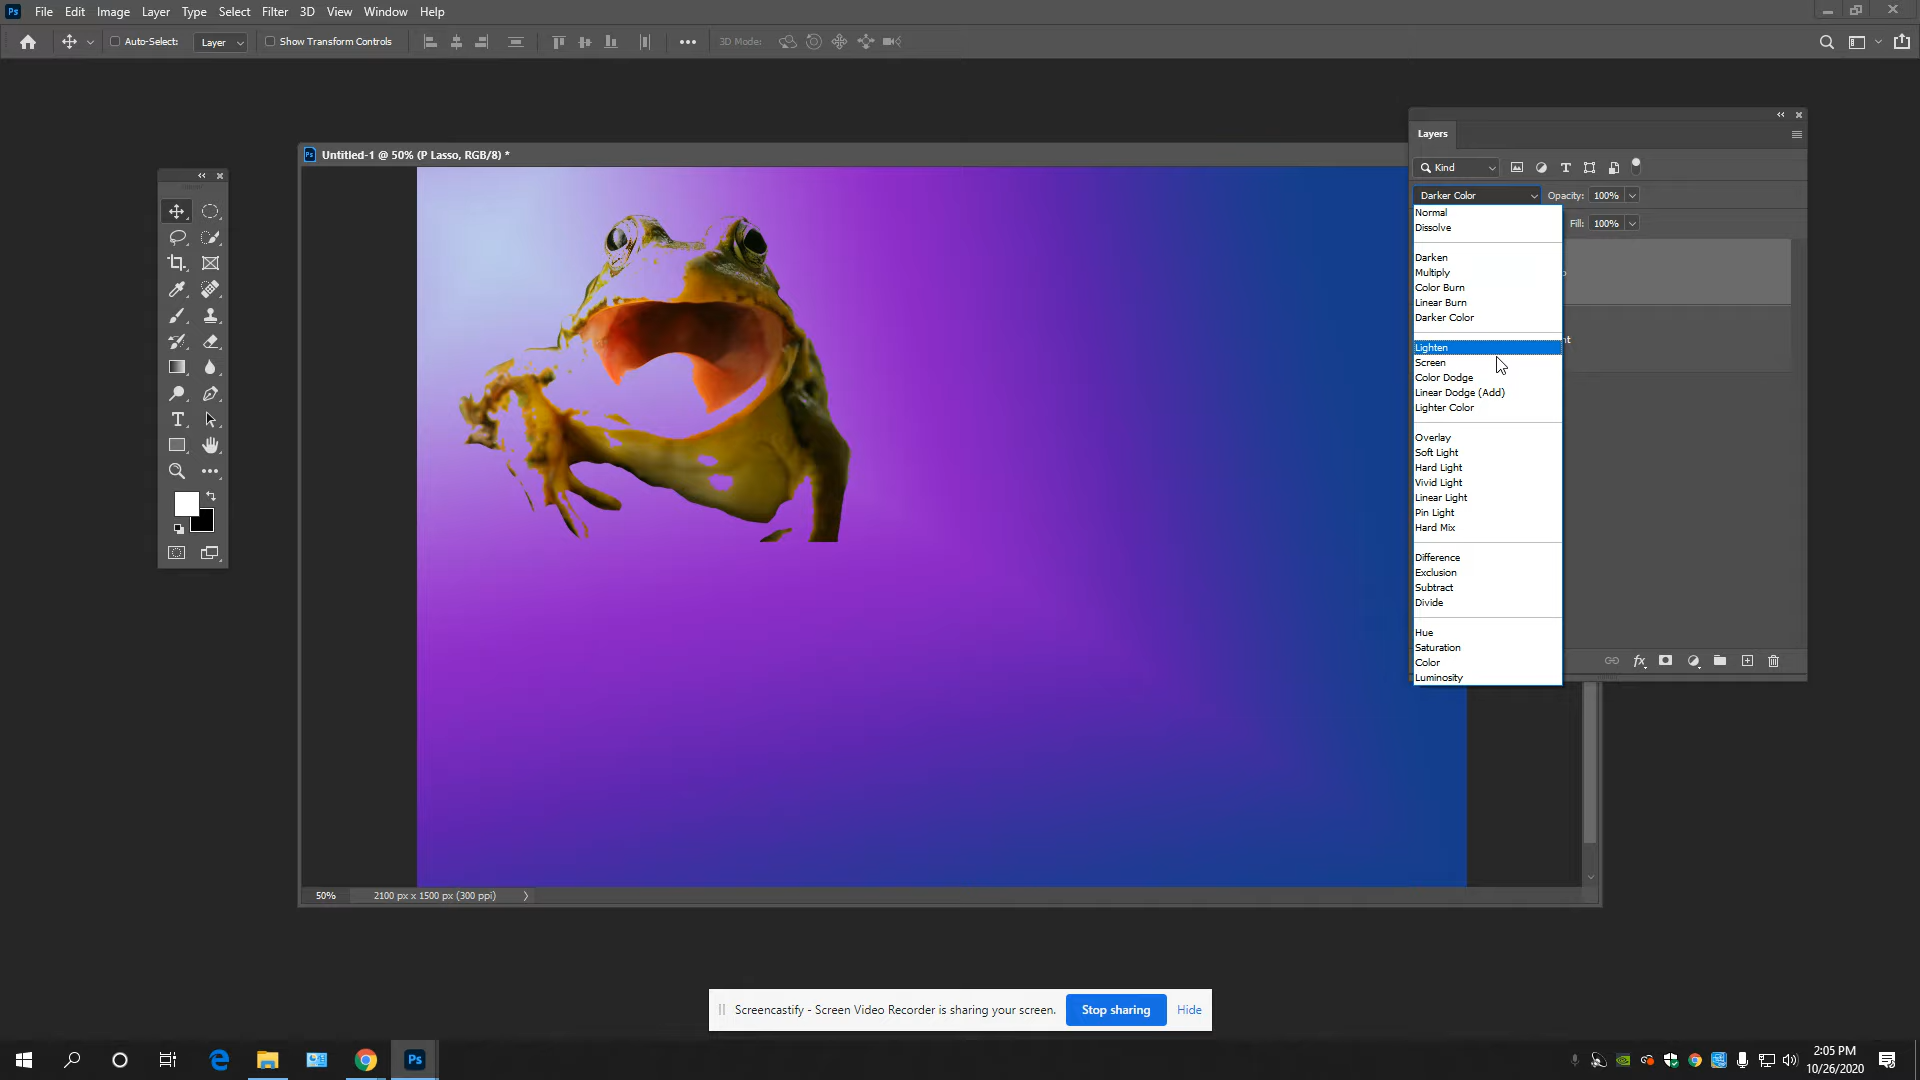 Ps File Edit Image Layer Type Select Filter 3D View Window Help
Auto-Select: Layer Show Transform Controls 3D Mode:
Layers
Ps Untitled-1 @ 50% (P Lasso, RGB/8) *
Kind
Darker Color Opacity: 100%
Normal
Fill: 100%
Dissolve
Darken
Multiply
Color Burn
Linear Burn
Darker Color
Lighten
Screen
Color Dodge
Linear Dodge (Add)
Lighter Color
Overlay
Soft Light
Hard Light
Vivid Light
Linear Light
Pin Light
Hard Mix
Difference
Exclusion
Subtract
Divide
Hue
Saturation
Color
Luminosity
50% 2100 px x 1500 px (300 ppi)
Screencastify - Screen Video Recorder is sharing your screen. Stop sharing Hide
Ps
2:05 PM
10/26/2020